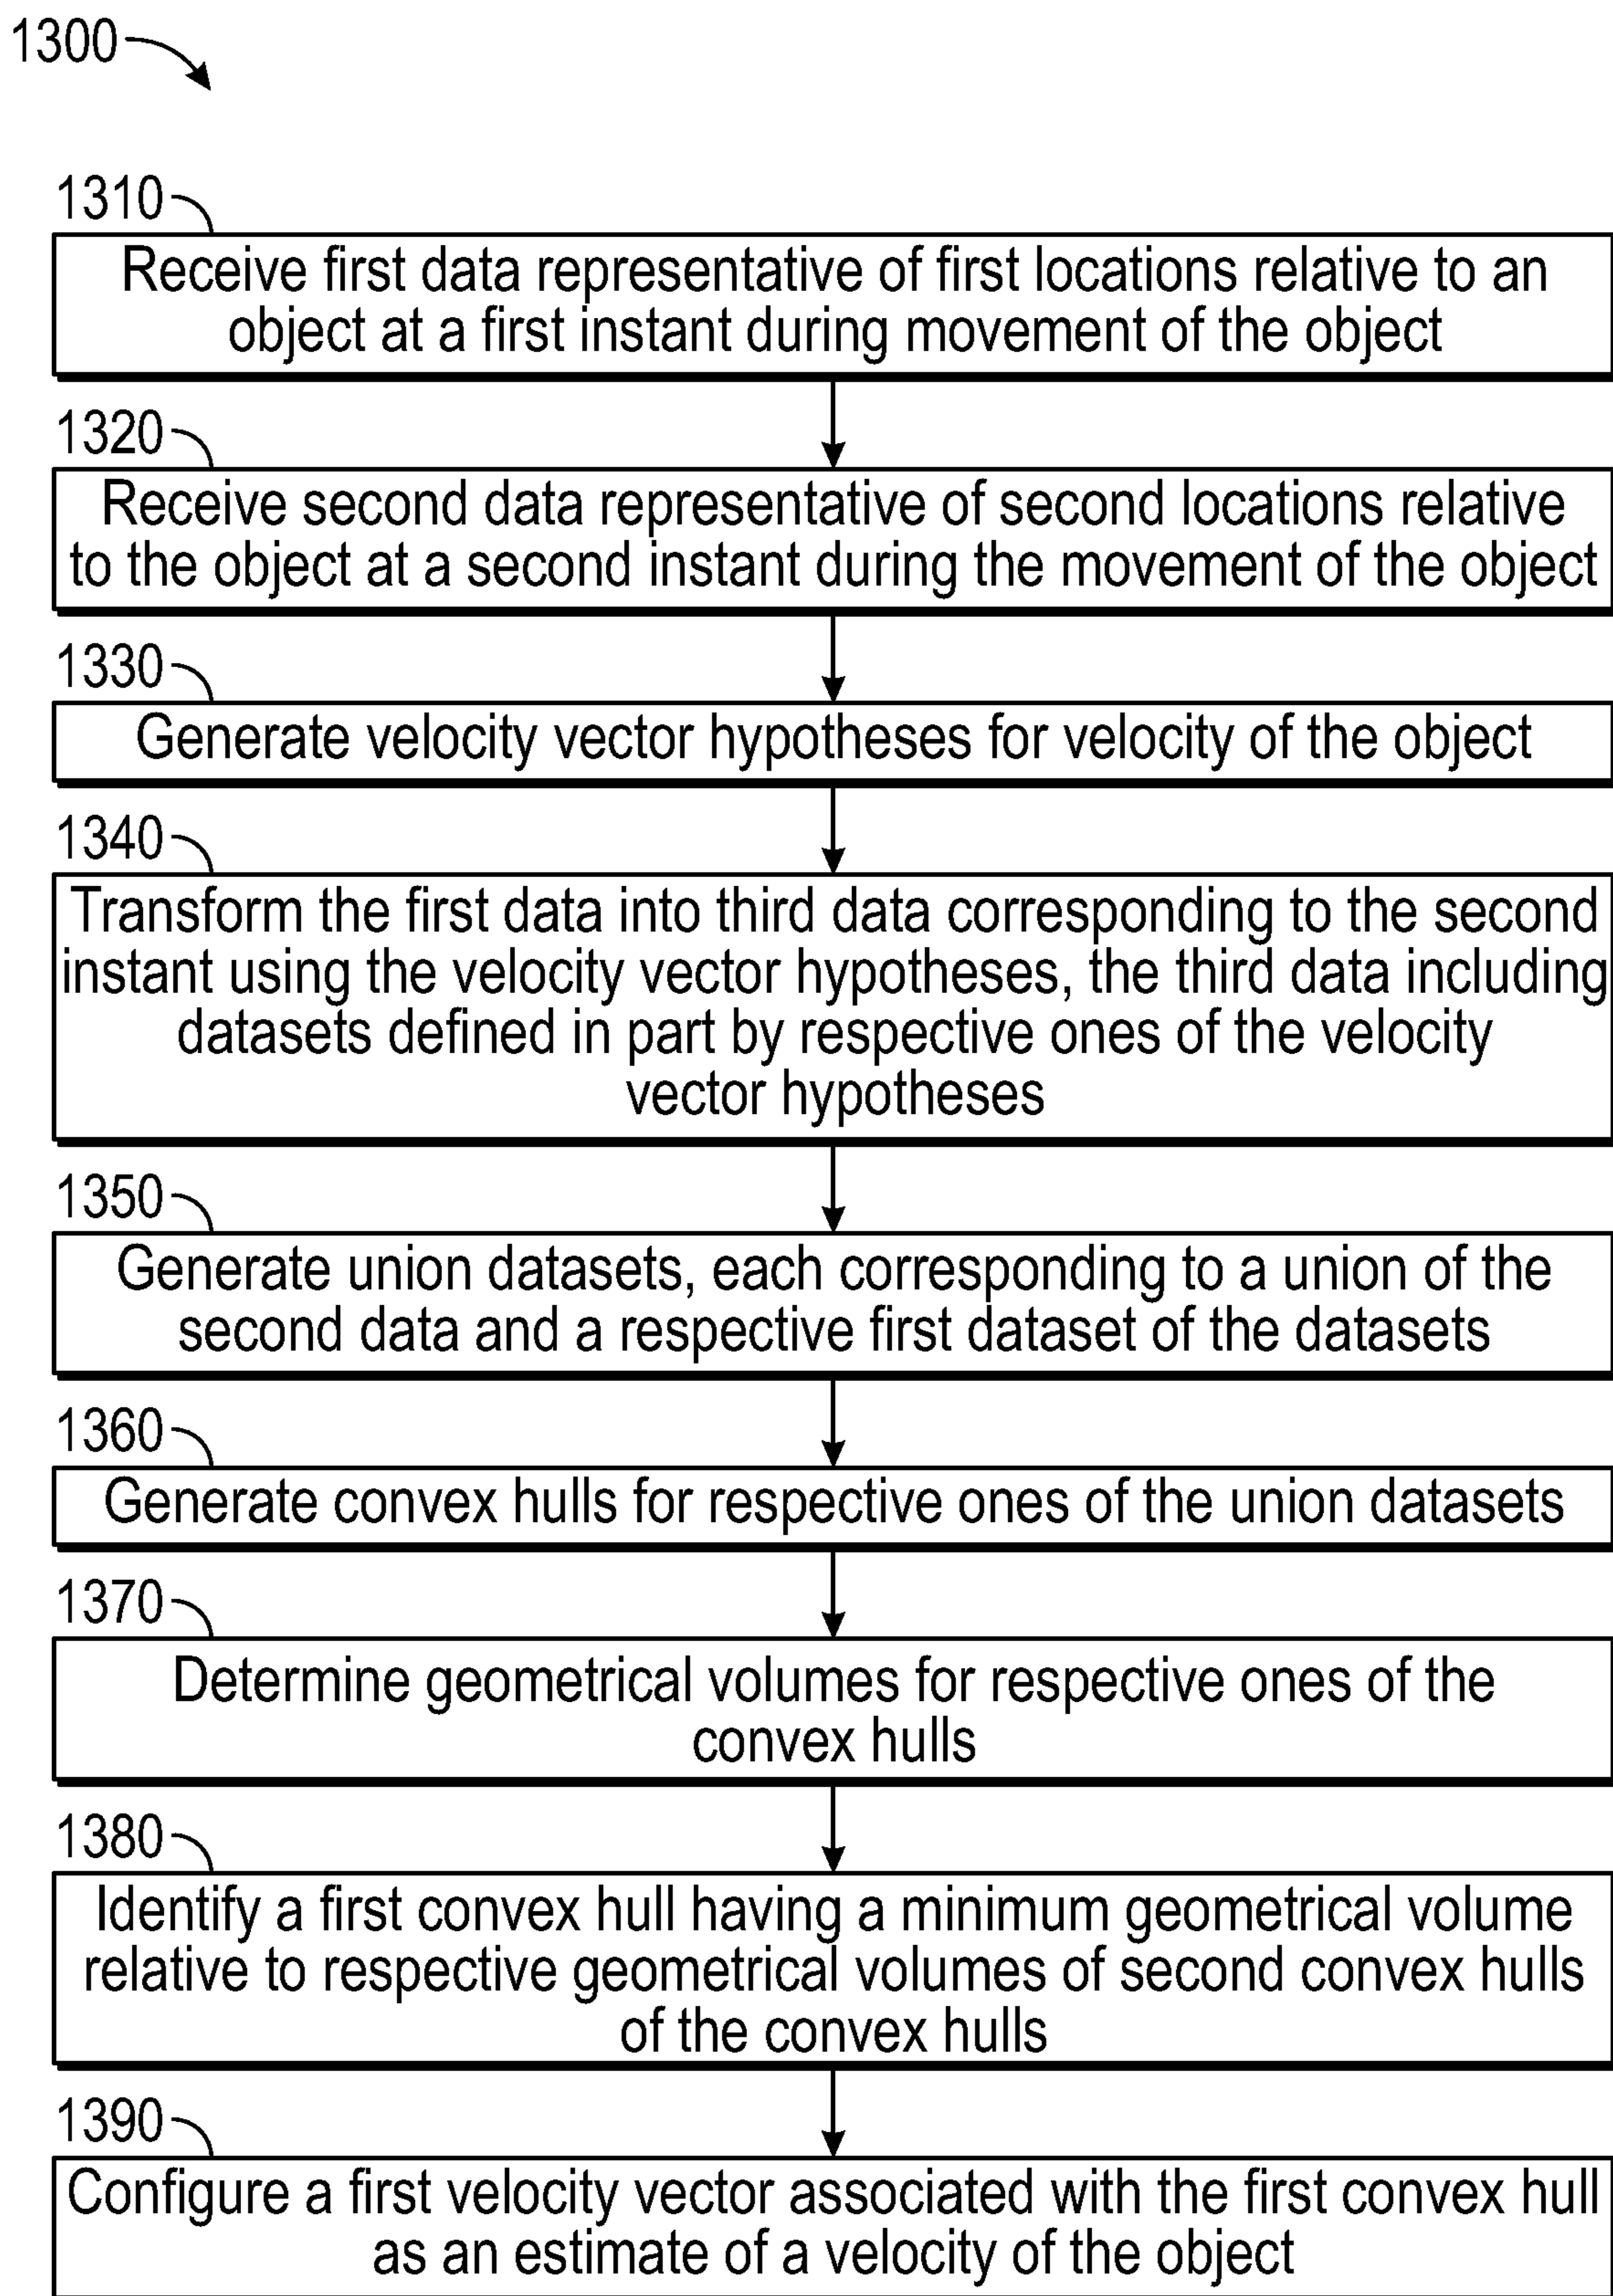 1300
1310
Receive first data representative of first locations relative to an
object at a first instant during movement of the object
1320
Receive second data representative of second locations relative
to the object at a second instant during the movement of the object
1330
Generate velocity vector hypotheses for velocity of the object
1340
Transform the first data into third data corresponding to the second
instant using the velocity vector hypotheses, the third data including
datasets defined in part by respective ones of the velocity
vector hypotheses
1350
Generate union datasets, each corresponding to a union of the
second data and a respective first dataset of the datasets
1360
Generate convex hulls for respective ones of the union datasets
1370
Determine geometrical volumes for respective ones of the
convex hulls
1380
Identify a first convex hull having a minimum geometrical volume
relative to respective geometrical volumes of second convex hulls
of the convex hulls
1390
Configure a first velocity vector associated with the first convex hull
as an estimate of a velocity of the object